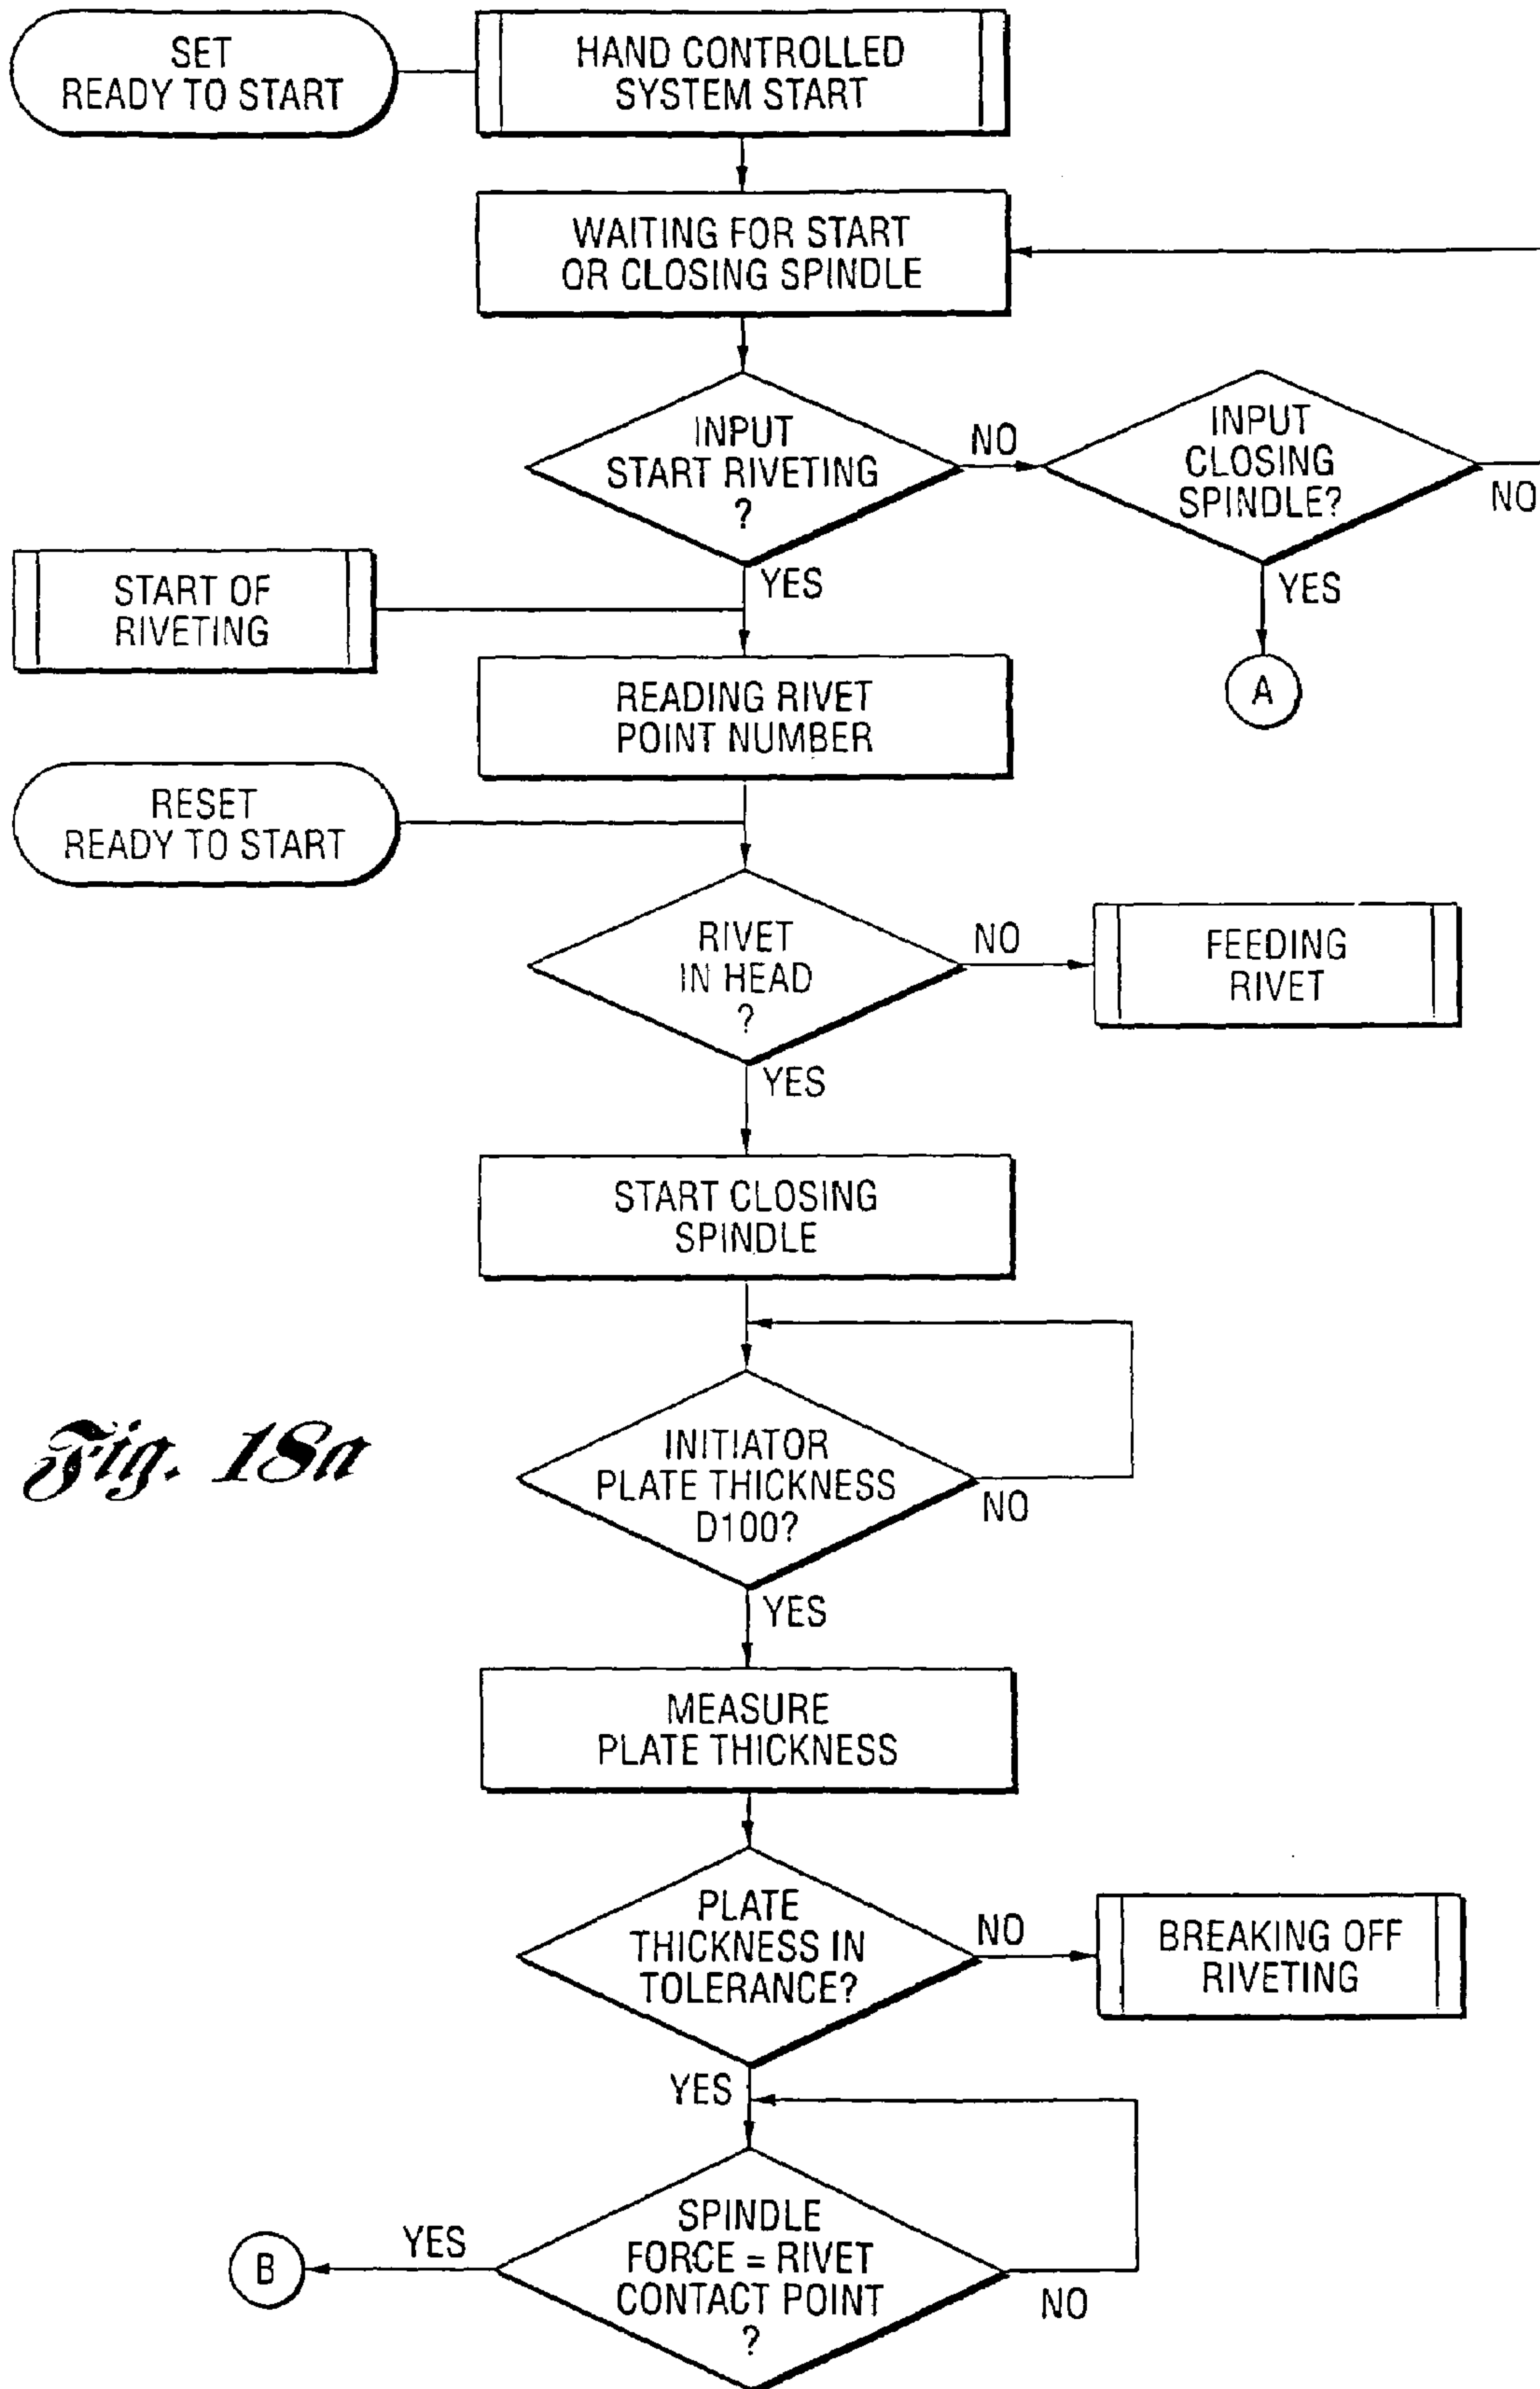 SET
READY TO START
HAND CONTROLLED
SYSTEM START
WAITING FOR START
OR CLOSING SPINDLE
INPUT
START RIVETING
?
NO
INPUT
CLOSING
SPINDLE?
NO
YES
YES
START OF
RIVETING
A
READING RIVET
POINT NUMBER
RESET
READY TO START
RIVET
IN HEAD
?
NO
FEEDING
RIVET
YES
START CLOSING
SPINDLE
Fig. 18a
INITIATOR
PLATE THICKNESS
D100?
NO
YES
MEASURE
PLATE THICKNESS
PLATE
THICKNESS IN
TOLERANCE?
NO
BREAKING OFF
RIVETING
YES
SPINDLE
FORCE = RIVET
CONTACT POINT
?
YES
B
NO